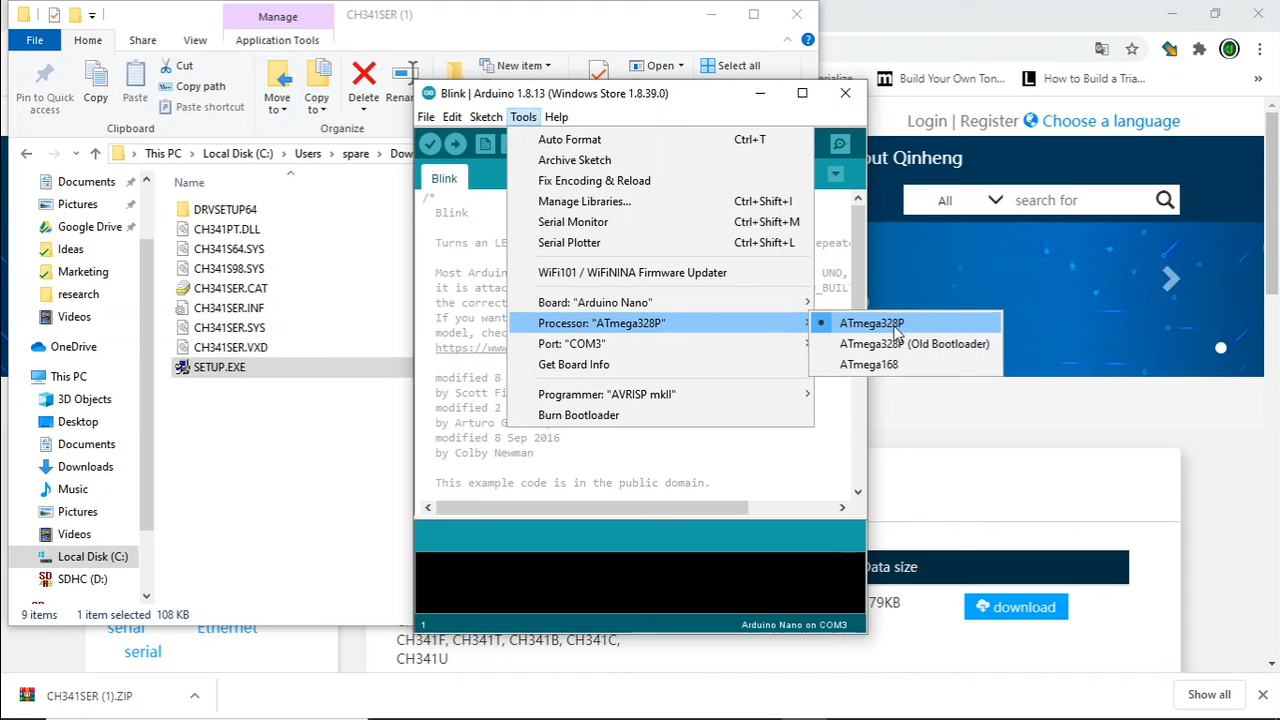 Manage
CH341SER (1)
File
Home
Share
View
Application Tools
Pin to Quick access
Copy
Paste
Cut
Copy path
Paste shortcut
Move to
Copy to
Delete
New item
Open
Select all
Clipboard
Organize
This PC > Local Disk (C:) > Users > spare >
Name
Documents
Pictures
Google Drive
Ideas
Marketing
research
Videos
OneDrive
This PC
3D Objects
Desktop
Documents
Downloads
Music
Pictures
Videos
Local Disk (C:)
SDHC (D:)
DRVSETUP64
CH341PT.DLL
CH341S64.SYS
CH341S98.SYS
CH341SER.CAT
CH341SER.INF
CH341SER.SYS
CH341SER.VXD
SETUP.EXE
9 items 1 item selected 108 KB
Blink | Arduino 1.8.13 (Windows Store 1.8.39.0)
File Edit Sketch Tools Help
Blink
/*
Blink
Turns an
Most
it is
the
If you want
model,
modified 8
by Scott
modified 2
by Arturo
modified 8 Sep 2016
by Colby Newman
This example code is in the public domain.
Auto Format Ctrl+T
Archive Sketch
Fix Encoding & Reload
Manage Libraries... Ctrl+Shift+I
Serial Monitor Ctrl+Shift+M
Serial Plotter Ctrl+Shift+L
WiFi101 / WiFiNINA Firmware Updater
Board: "Arduino Nano"
Processor: "ATmega328P"
Port: "COM3"
Get Board Info
Programmer: "AVRISP mkII"
Burn Bootloader
ATmega328P
ATmega328P (Old Bootloader)
ATmega168
UNO,
1 Arduino Nano on COM3
Build Your Own
How to Build a
Login | Register Choose a language
Qinheng
All search for
Data size
79KB
download
serial
Ethernet
serial
CH341F, CH341T, CH341B, CH341C,
CH341U
CH341SER (1).ZIP
Show all